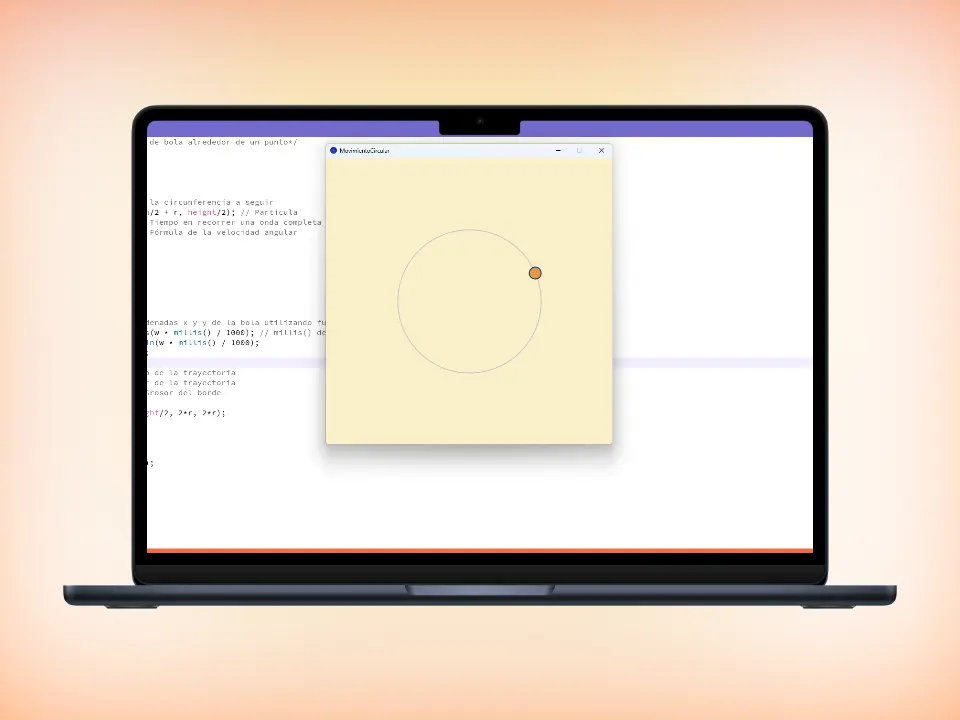 de bola alrededor de un punto*/
MovimientoCircular
la circunferencia a seguir
/2 + r, height/2); // Partícula
Tiempo en recorrer una onda completa
Fórmula de la velocidad angular
denadas x y y de la bola utilizando fu
s(w * millis() / 1000); // millis() de
in(w * millis() / 1000);
;
de la trayectoria
r de la trayectoria
Grosor del borde
ght/2, 2*r, 2*r);
);